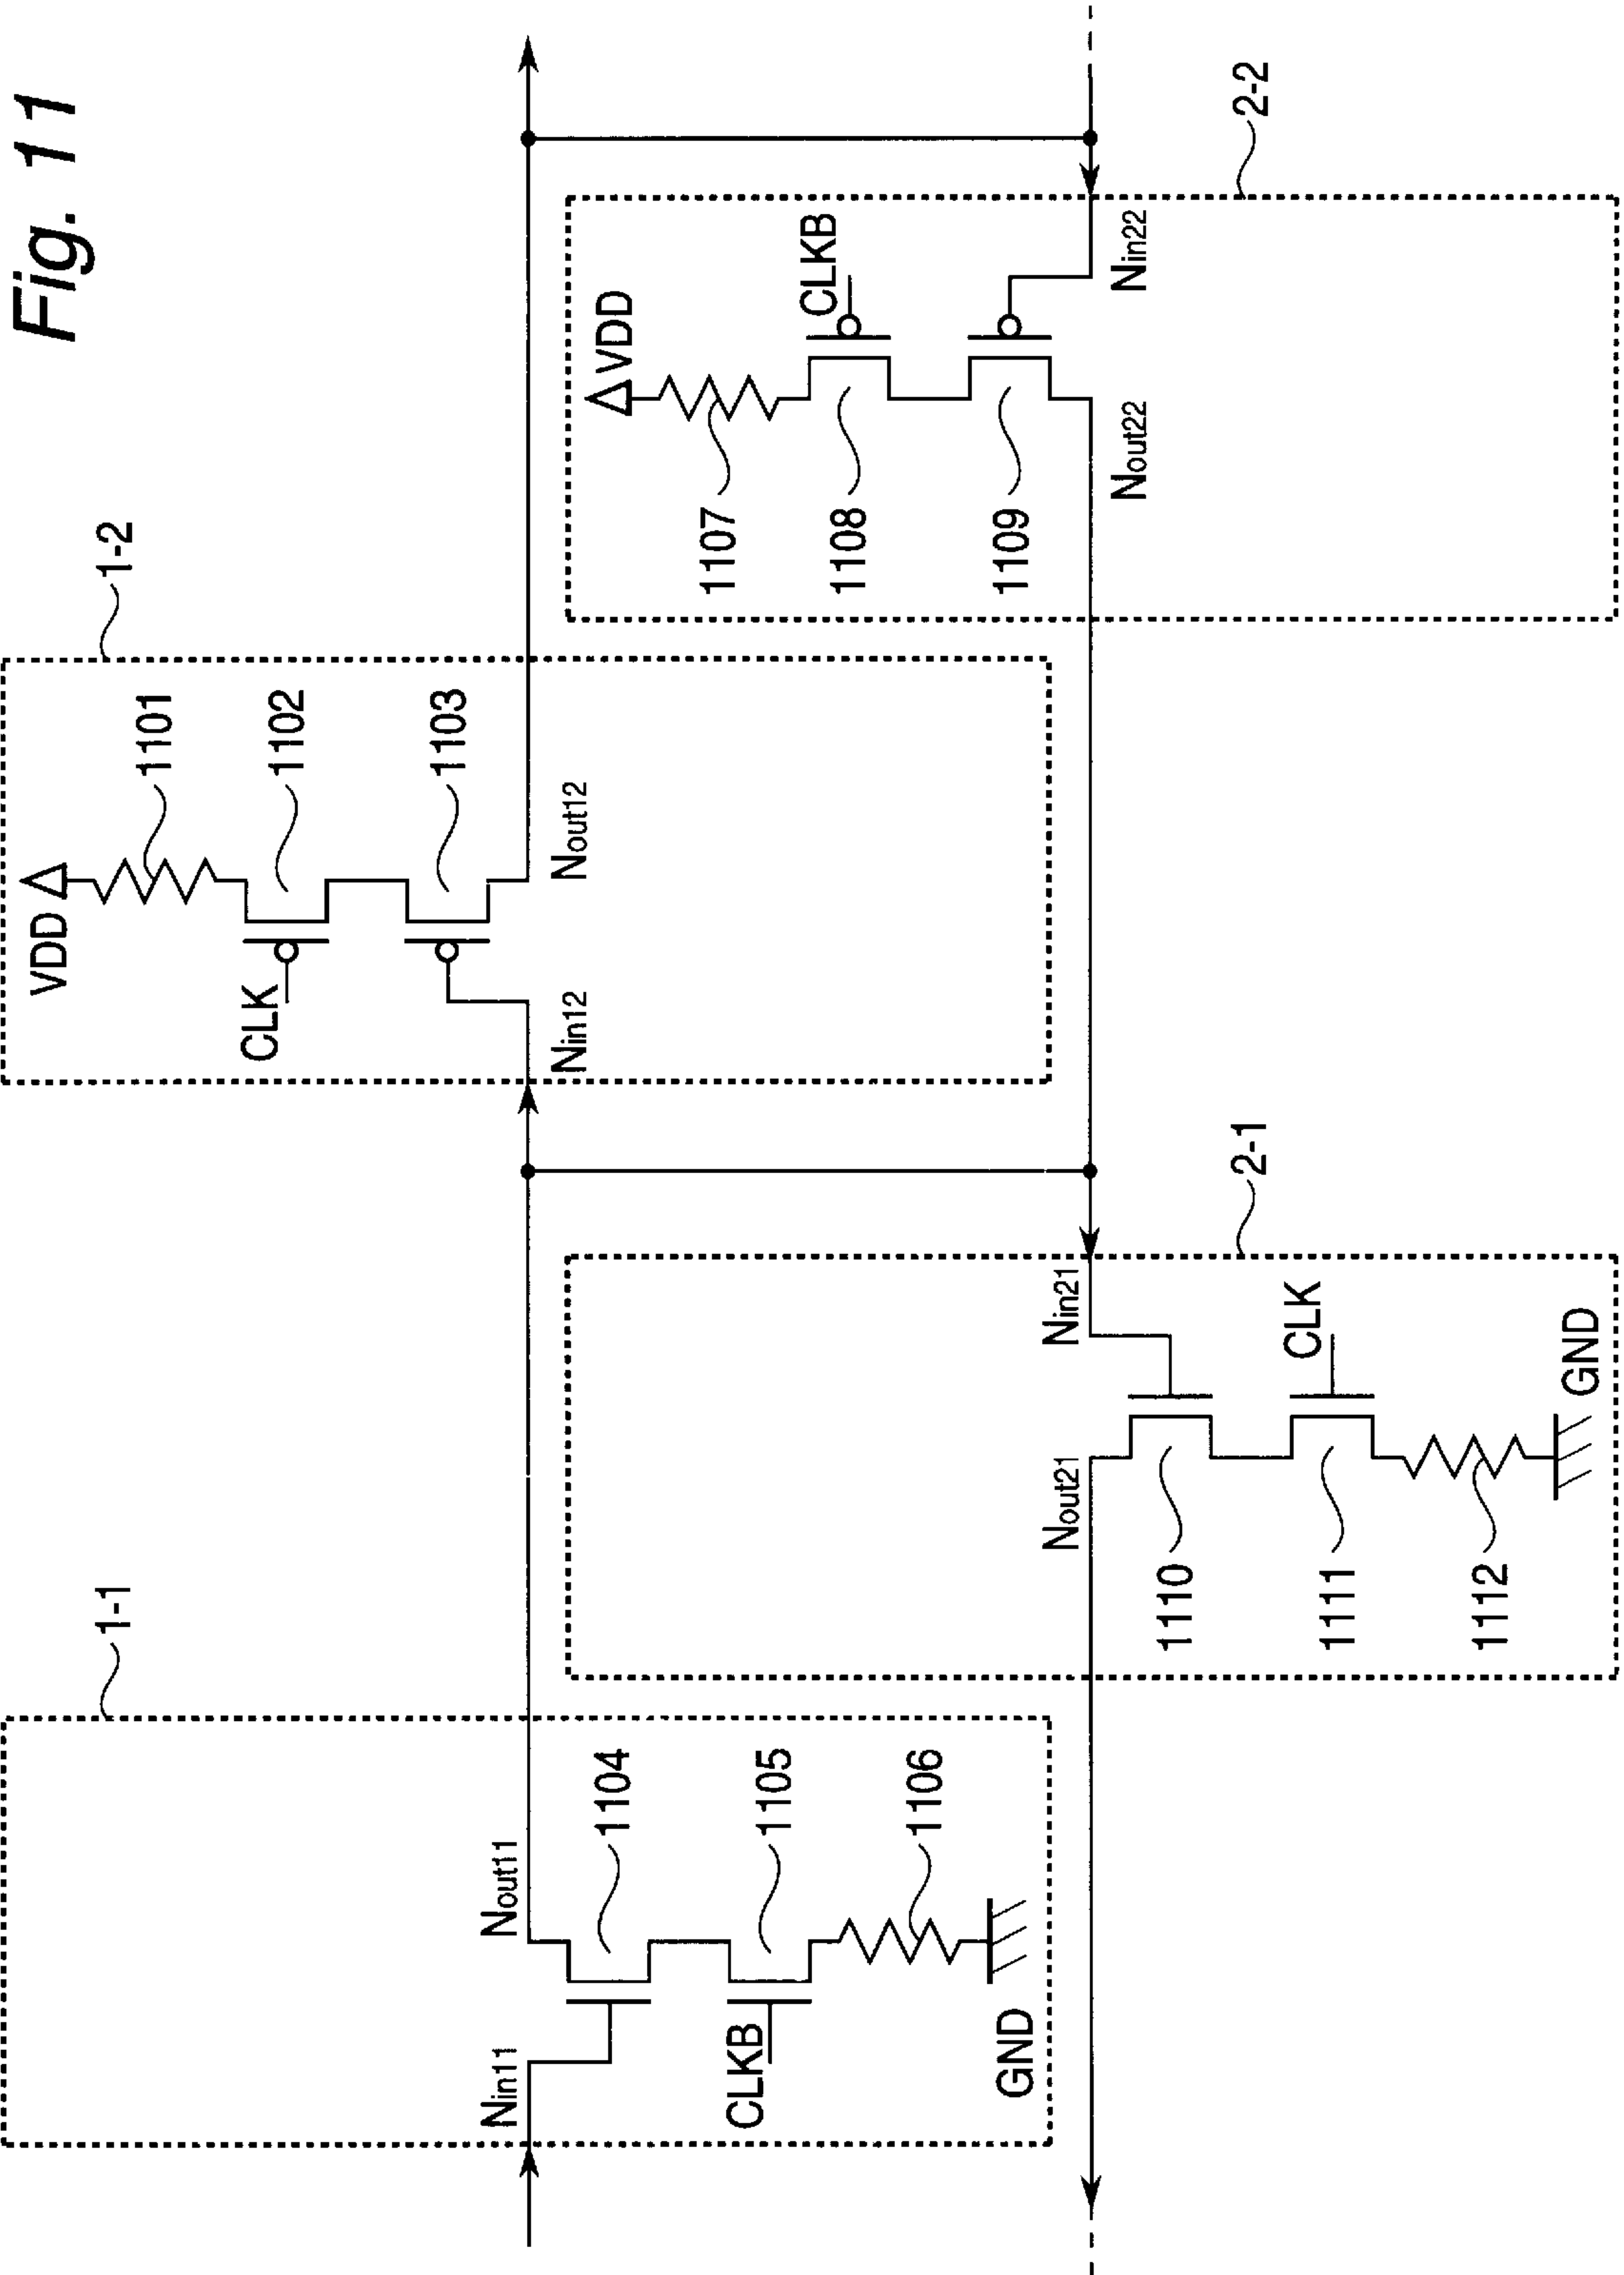 Fig. 11
1-2
VDD
1101
CLK
1102
1103
Nin12
Nout12
2-2
VDD
1107
CLKB
1108
1109
Nin22
Nout22
1-1
Nin11
Nout11
1104
CLKB
1105
1106
GND
2-1
Nin21
Nout21
1110
CLK
1111
1112
GND